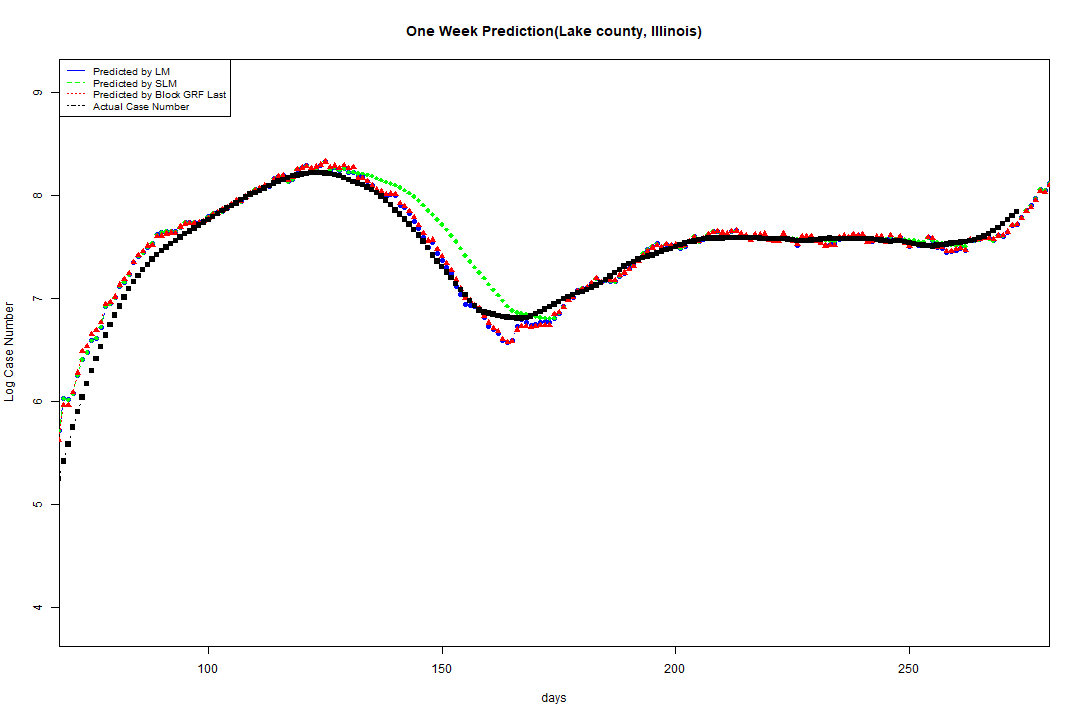 One Week Prediction(Lake county, Illinois)
Predicted by LM
Predicted by SLM
Predicted by Block GRF Last
Actual Case Number
9
8
7
6
5
4
Log Case Number
100
150
200
250
days